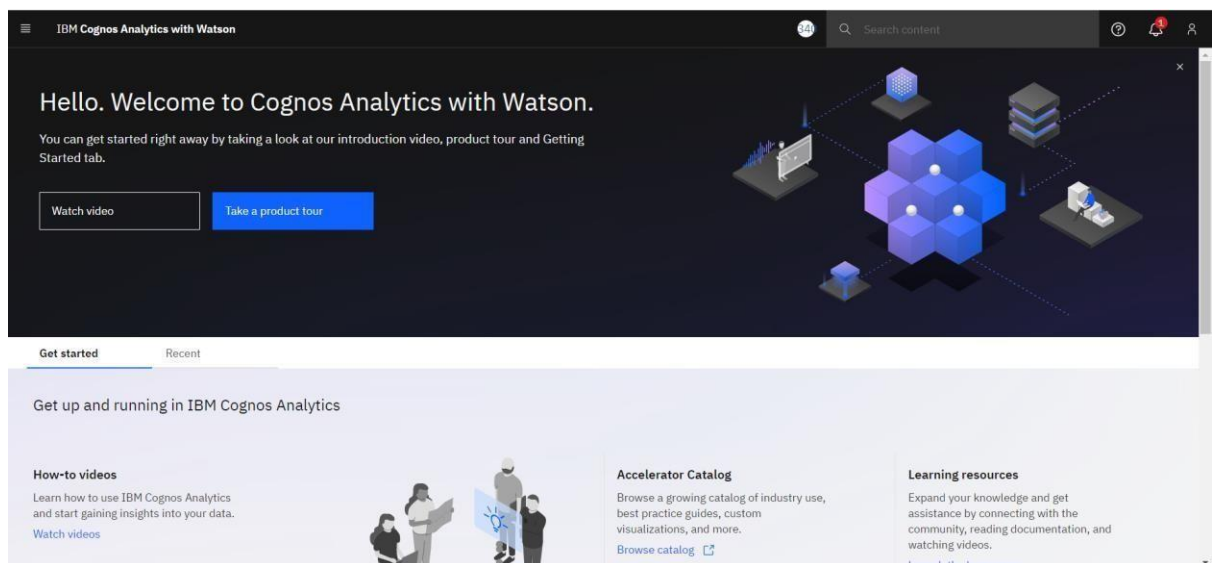 IBM Cognos Analytics with Watson
Search content
1
Hello. Welcome to Cognos Analytics with Watson.
You can get started right away by taking a look at our introduction video, product tour and Getting
Started tab.
Watch video
Take a product tour
Get started
Recent
Get up and running in IBM Cognos Analytics
How-to videos
Learn how to use IBM Cognos Analytics
and start gaining insights into your data.
Watch videos
Accelerator Catalog
Browse a growing catalog of industry use,
best practice guides, custom
visualizations, and more.
Browse catalog
Learning resources
Expand your knowledge and get
assistance by connecting with the
community, reading documentation, and
watching videos.